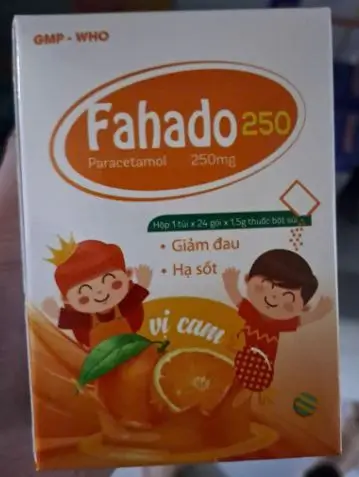 GMP - WHO
Fahado 250
Paracetamol 250mg
Hộp 1 túi x 24 gói x 1.5g thuốc bột sủi
• Giảm đau
• Hạ sốt
vị cam